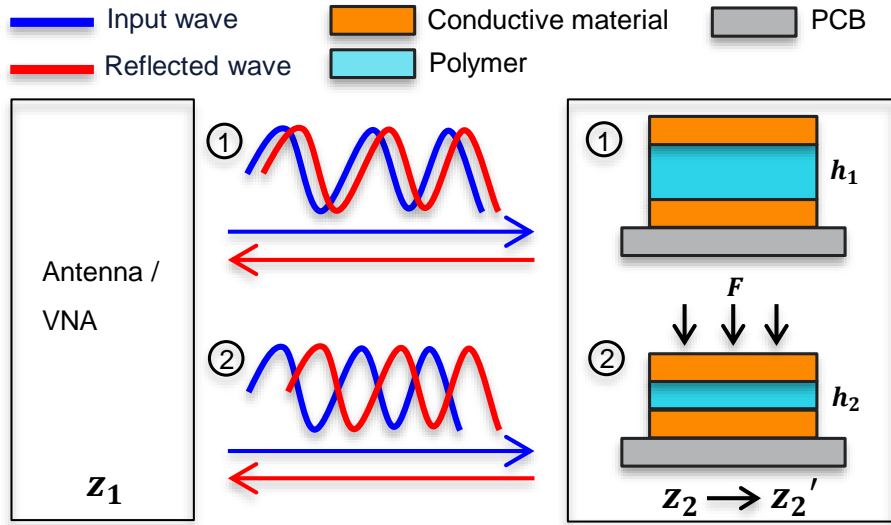 Input wave
Conductive material
PCB
Reflected wave
Polymer
1
1
h₁
Antenna /
VNA
F
2
2
h₂
z₁
z₂ → z₂′